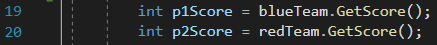 19 int p1Score = blueTeam.GetScore();
20 int p2Score = redTeam.GetScore();